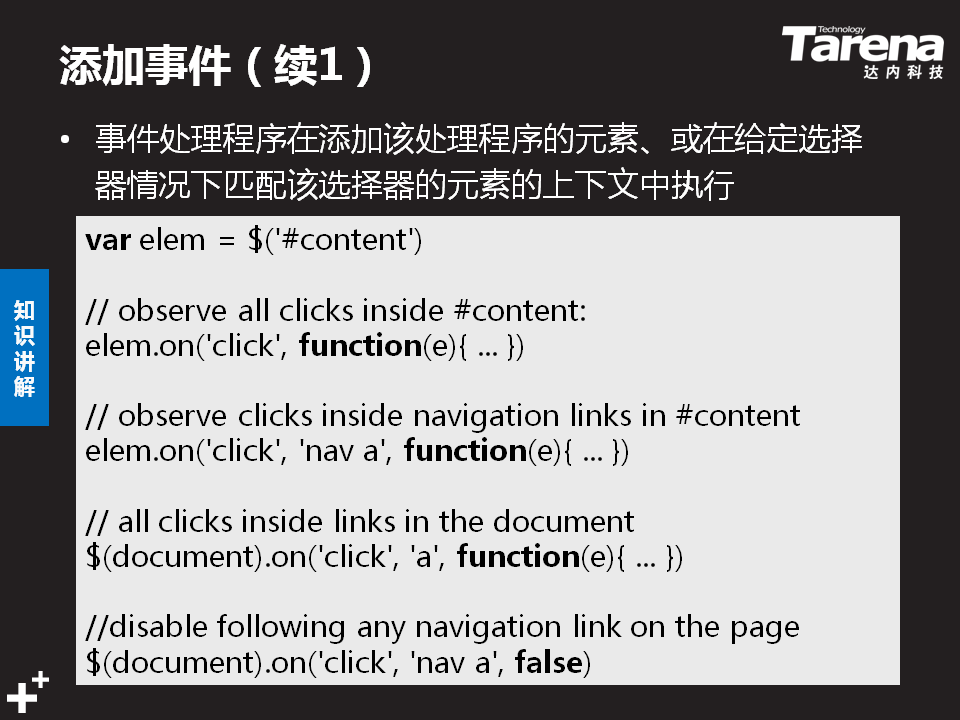 Technology
Tarena
达内科技
添加事件（续1）
• 事件处理程序在添加该处理程序的元素、或在给定选择
器情况下匹配该选择器的元素的上下文中执行
var elem = $('#content')
// observe all clicks inside #content:
elem.on('click', function(e){ ... })
// observe clicks inside navigation links in #content
elem.on('click', 'nav a', function(e){ ... })
// all clicks inside links in the document
$(document).on('click', 'a', function(e){ ... })
//disable following any navigation link on the page
$(document).on('click', 'nav a', false)
知
识
讲
解